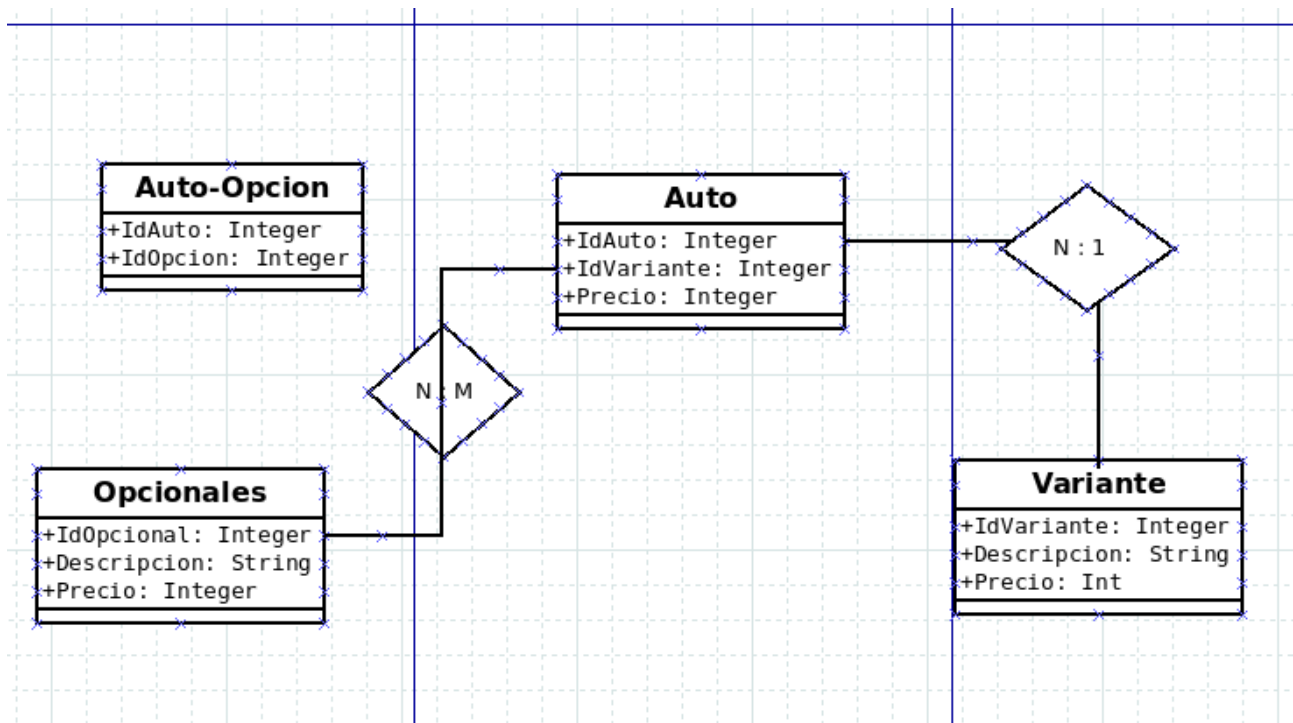 Auto-Opcion
+IdAuto: Integer
+IdOpcion: Integer
Auto
+IdAuto: Integer
+IdVariante: Integer
+Precio: Integer
N : 1
N : M
Opcionales
+IdOpcional: Integer
+Descripcion: String
+Precio: Integer
Variante
+IdVariante: Integer
+Descripcion: String
+Precio: Int